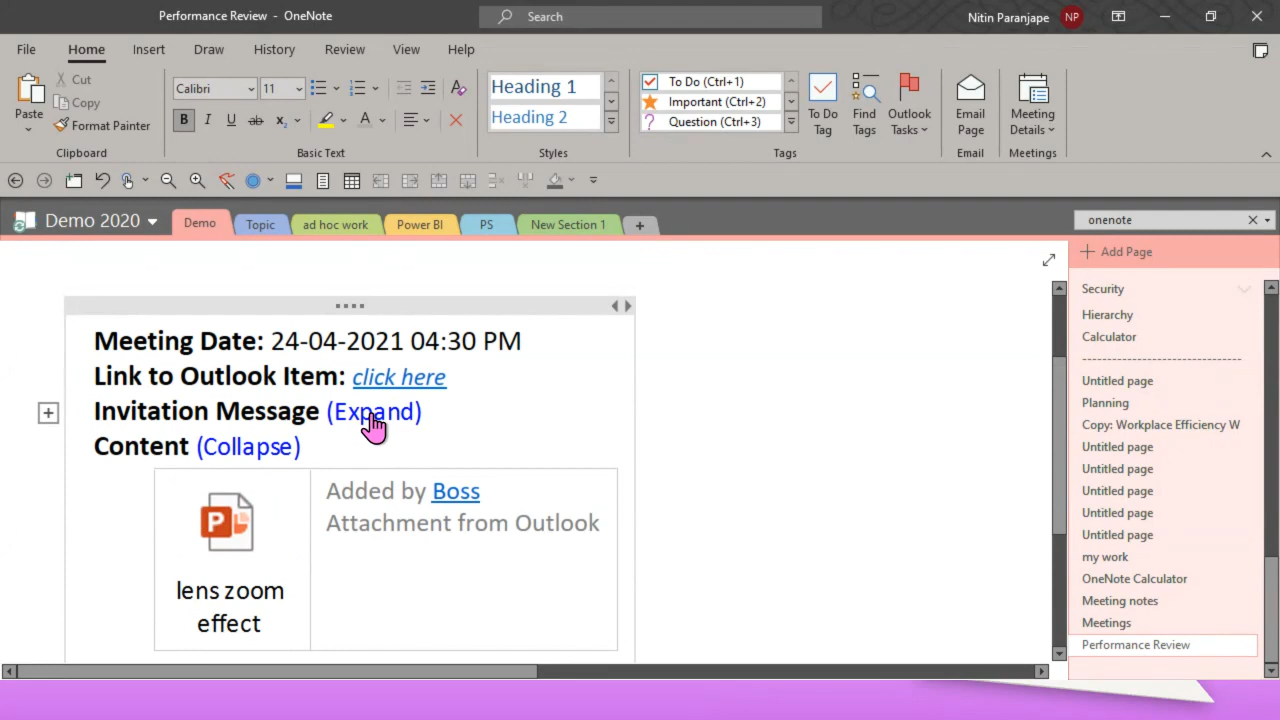 Performance Review - OneNote
Search
Nitin Paranjape NP
File Home Insert Draw History Review View Help
Paste
Cut
Copy
Format Painter
Clipboard
Calibri 11
B I U ab x₂ A A
Basic Text
Heading 1
Heading 2
Styles
To Do (Ctrl+1)
Important (Ctrl+2)
? Question (Ctrl+3)
To Do Tag
Find Tags
Outlook Tasks
Tags
Email Page
Email
Meeting Details
Meetings
Demo 2020 Demo Topic ad hoc work Power BI PS New Section 1 +
onenote
Add Page
Security
Hierarchy
Calculator
--------------------------------
Untitled page
Planning
Copy: Workplace Efficiency W
Untitled page
Untitled page
Untitled page
Untitled page
Untitled page
my work
OneNote Calculator
Meeting notes
Meetings
Performance Review
Meeting Date: 24-04-2021 04:30 PM
Link to Outlook Item: click here
Invitation Message (Expand)
Content (Collapse)
P
lens zoom
effect
Added by Boss
Attachment from Outlook